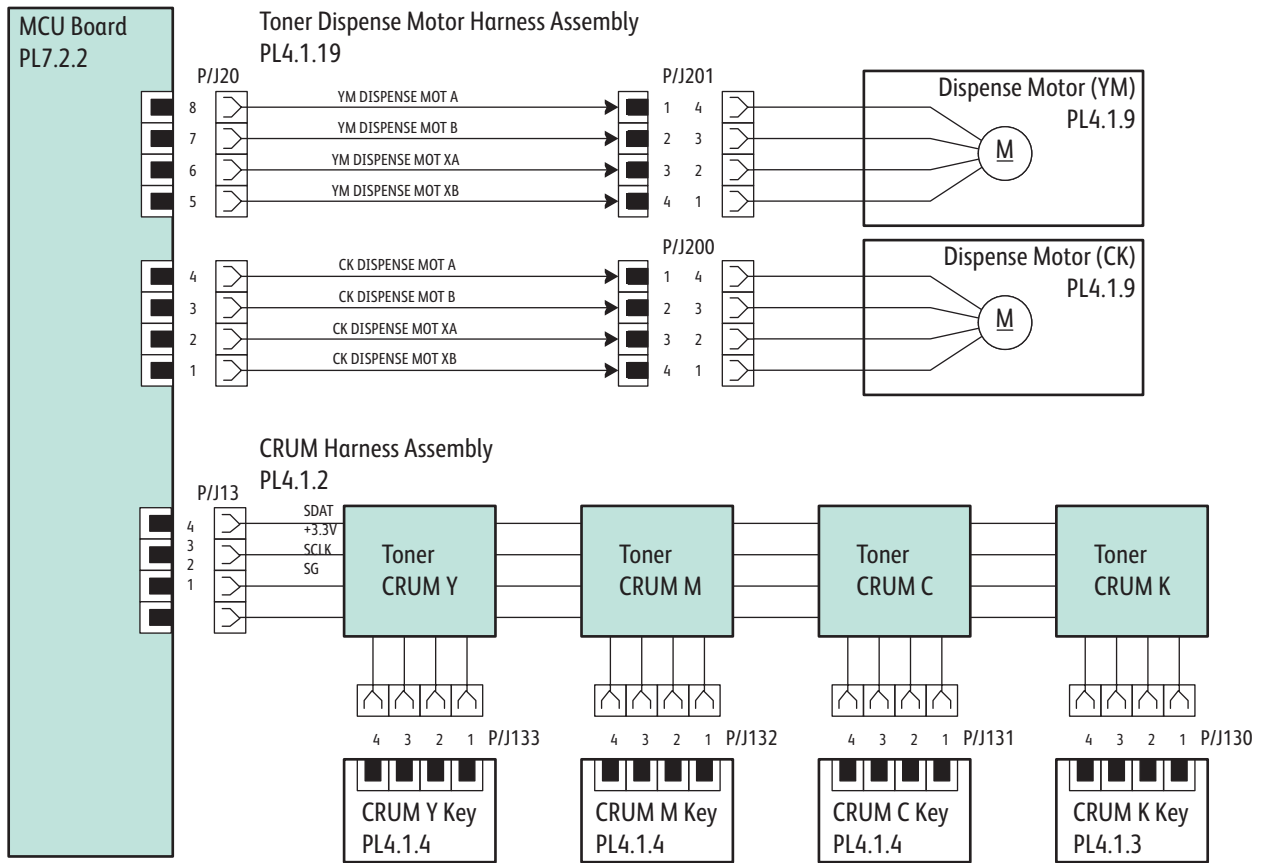 MCU Board
PL7.2.2
Toner Dispense Motor Harness Assembly
PL4.1.19
P/J20
P/J201
8 YM DISPENSE MOT A 1 4
7 YM DISPENSE MOT B 2 3
6 YM DISPENSE MOT XA 3 2
5 YM DISPENSE MOT XB 4 1
Dispense Motor (YM)
PL4.1.9
M
P/J200
4 CK DISPENSE MOT A 1 4
3 CK DISPENSE MOT B 2 3
2 CK DISPENSE MOT XA 3 2
1 CK DISPENSE MOT XB 4 1
Dispense Motor (CK)
PL4.1.9
M
CRUM Harness Assembly
PL4.1.2
P/J13
4
3
2
1
SDAT
+3.3V
SCLK
SG
Toner
CRUM Y
Toner
CRUM M
Toner
CRUM C
Toner
CRUM K
4 3 2 1 P/J133
4 3 2 1 P/J132
4 3 2 1 P/J131
4 3 2 1 P/J130
CRUM Y Key
PL4.1.4
CRUM M Key
PL4.1.4
CRUM C Key
PL4.1.4
CRUM K Key
PL4.1.3